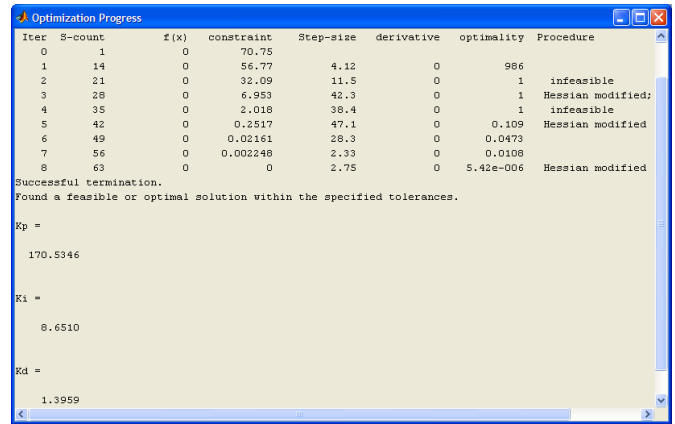 Optimization Progress
Iter S-count f(x) constraint Step-size derivative optimality Procedure
0 1 0 70.75
1 14 0 56.77 4.12 0 986
2 21 0 32.09 11.5 0 1 infeasible
3 28 0 6.953 42.3 0 1 Hessian modified;
4 35 0 2.018 38.4 0 1 infeasible
5 42 0 0.2517 47.1 0 0.109 Hessian modified
6 49 0 0.02161 28.3 0 0.0473
7 56 0 0.002248 2.33 0 0.0108
8 63 0 0 2.75 0 5.42e-006 Hessian modified
Successful termination.
Found a feasible or optimal solution within the specified tolerances.
Kp =
170.5346
Ki =
8.6510
Kd =
1.3959